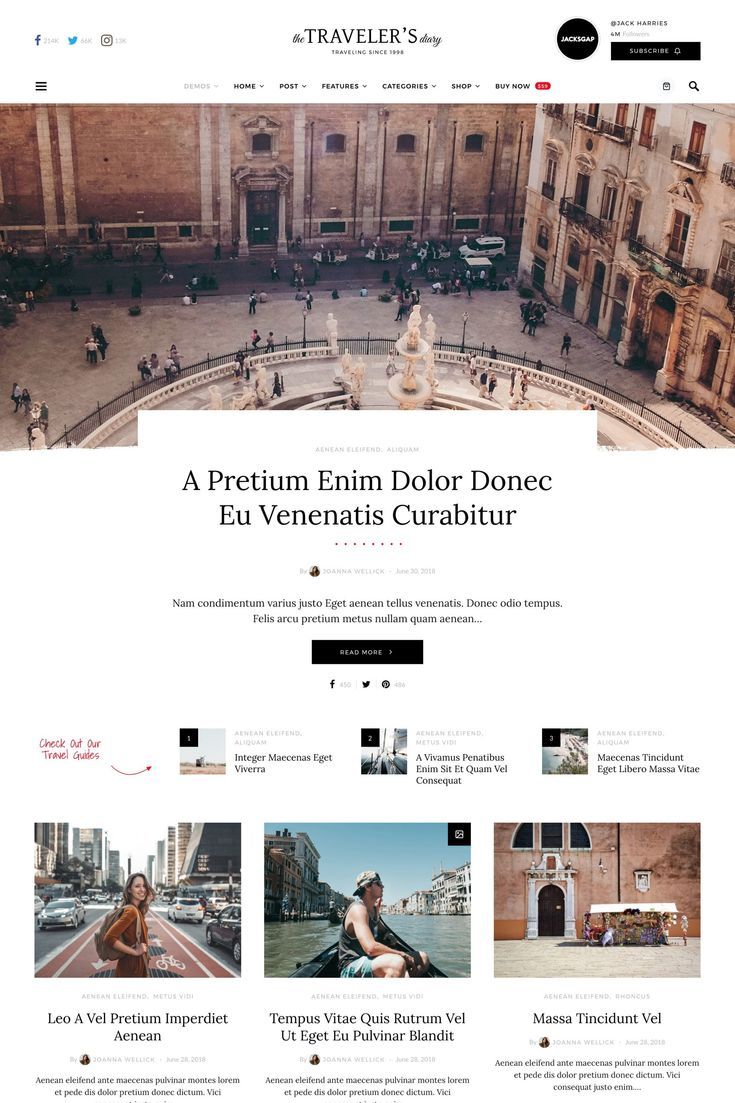 214K 66K 13K
the TRAVELER'S diary
TRAVELING SINCE 1998
JACKSGAP
@JACK HARRIES
4M Followers
SUBSCRIBE
DEMOS HOME POST FEATURES CATEGORIES SHOP BUY NOW $59
AENEAN ELEIFEND, ALIQUAM
A Pretium Enim Dolor Donec
Eu Venenatis Curabitur
By JOANNA WELLICK - June 20, 2018
Nam condimentum varius justo Eget aenean tellus venenatis. Donec odio tempus.
Felis arcu pretium metus nullam quam aenean...
READ MORE
450 486
Check Out Our
Travel Guides
1
AENEAN ELEIFEND,
ALIQUAM
Integer Maecenas Eget
Viverra
2
AENEAN ELEIFEND,
METUS VIDI
A Vivamus Penatibus
Enim Sit Et Quam Vel
Consequat
3
AENEAN ELEIFEND,
ALIQUAM
Maecenas Tincidunt
Eget Libero Massa Vitae
AENEAN ELEIFEND, METUS VIDI
Leo A Vel Pretium Imperdiet
Aenean
By JOANNA WELLICK - June 28, 2018
Aenean eleifend ante maecenas pulvinar montes lorem
et pede dis dolor pretium donec dictum. Vici
AENEAN ELEIFEND, METUS VIDI
Tempus Vitae Quis Rutrum Vel
Ut Eget Eu Pulvinar Blandit
By JOANNA WELLICK - June 28, 2018
Aenean eleifend ante maecenas pulvinar montes lorem
et pede dis dolor pretium donec dictum. Vici
AENEAN ELEIFEND, RHONCUS
Massa Tincidunt Vel
By JOANNA WELLICK - June 28, 2018
Aenean eleifend ante maecenas pulvinar montes lorem
et pede dis dolor pretium donec dictum. Vici
consequat justo enim....